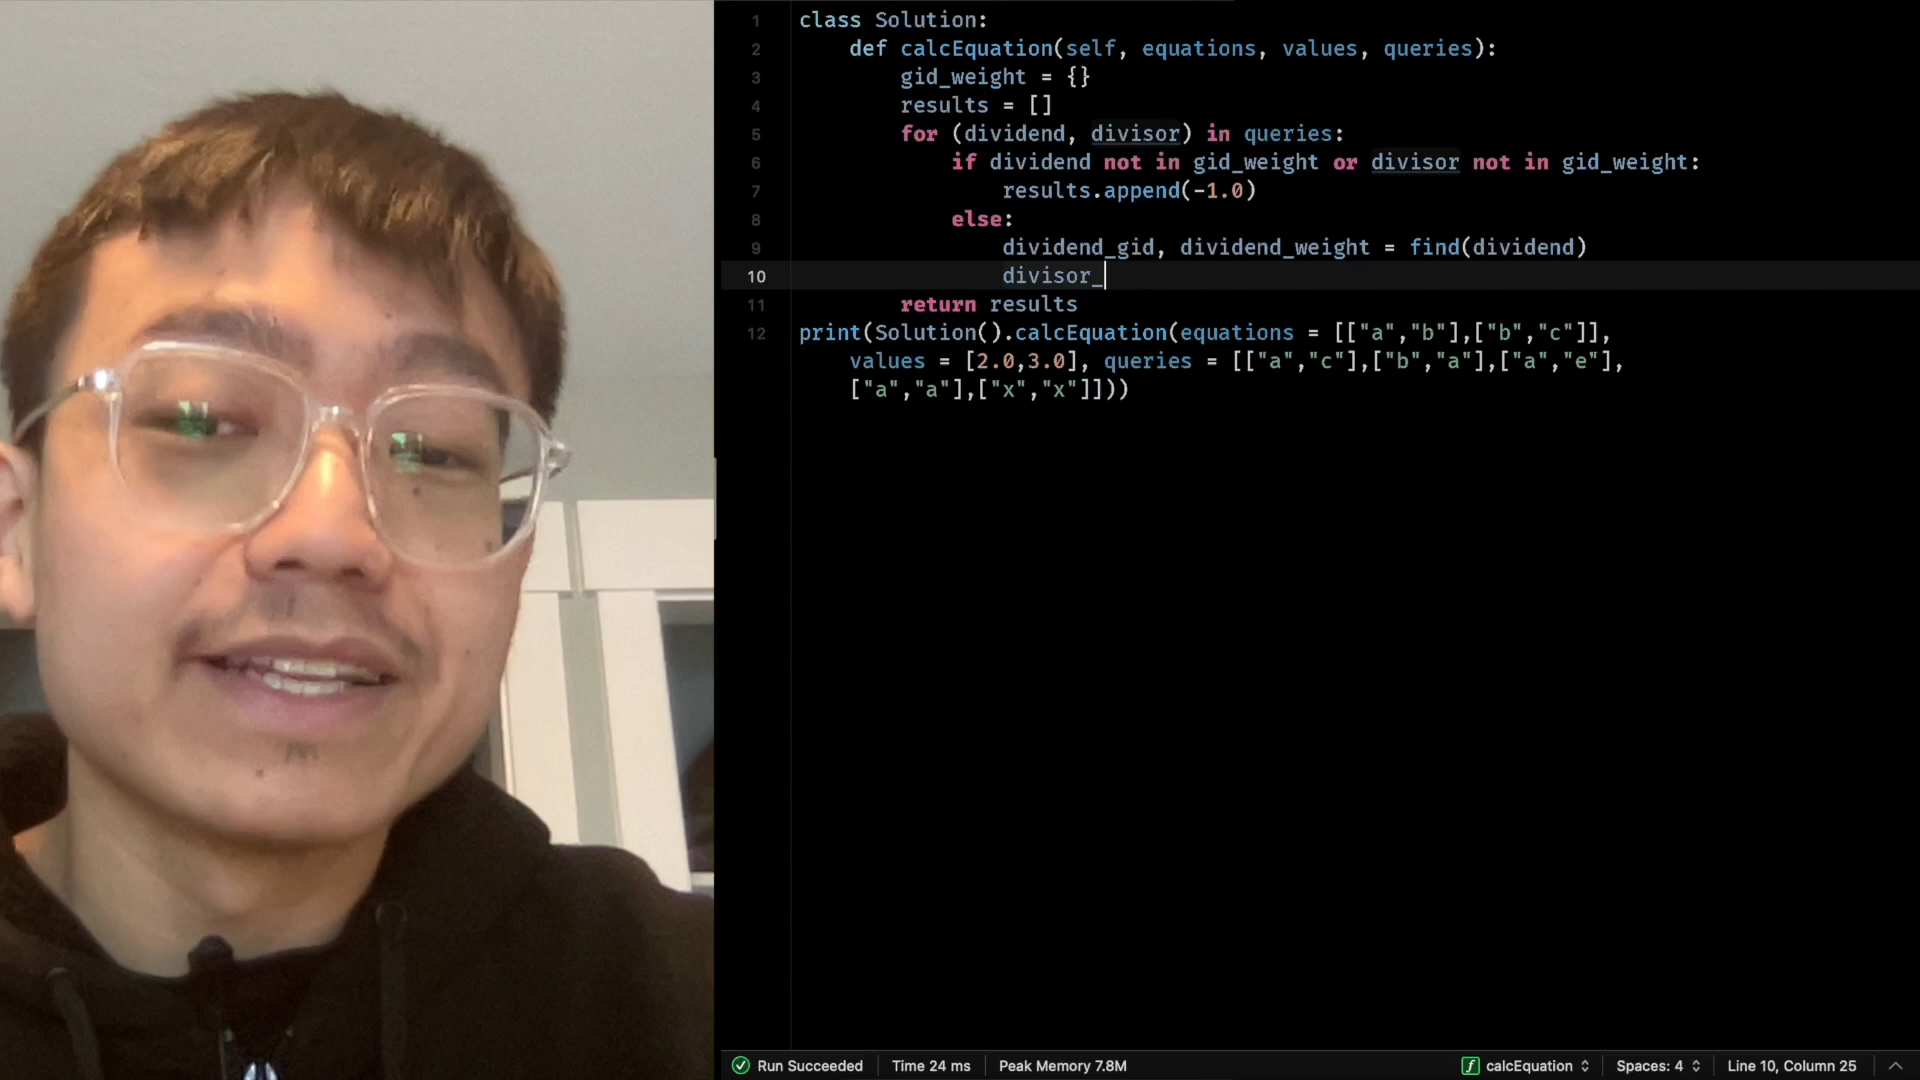 1 class Solution:
2 def calcEquation(self, equations, values, queries):
3 gid_weight = {}
4 results = []
5 for (dividend, divisor) in queries:
6 if dividend not in gid_weight or divisor not in gid_weight:
7 results.append(-1.0)
8 else:
9 dividend_gid, dividend_weight = find(dividend)
10 divisor_
11 return results
12 print(Solution().calcEquation(equations = [["a","b"],["b","c"]],
values = [2.0,3.0], queries = [["a","c"],["b","a"],["a","e"],
["a","a"],["x","x"]]))
Run Succeeded Time 24 ms Peak Memory 7.8M f calcEquation Spaces: 4 Line 10, Column 25